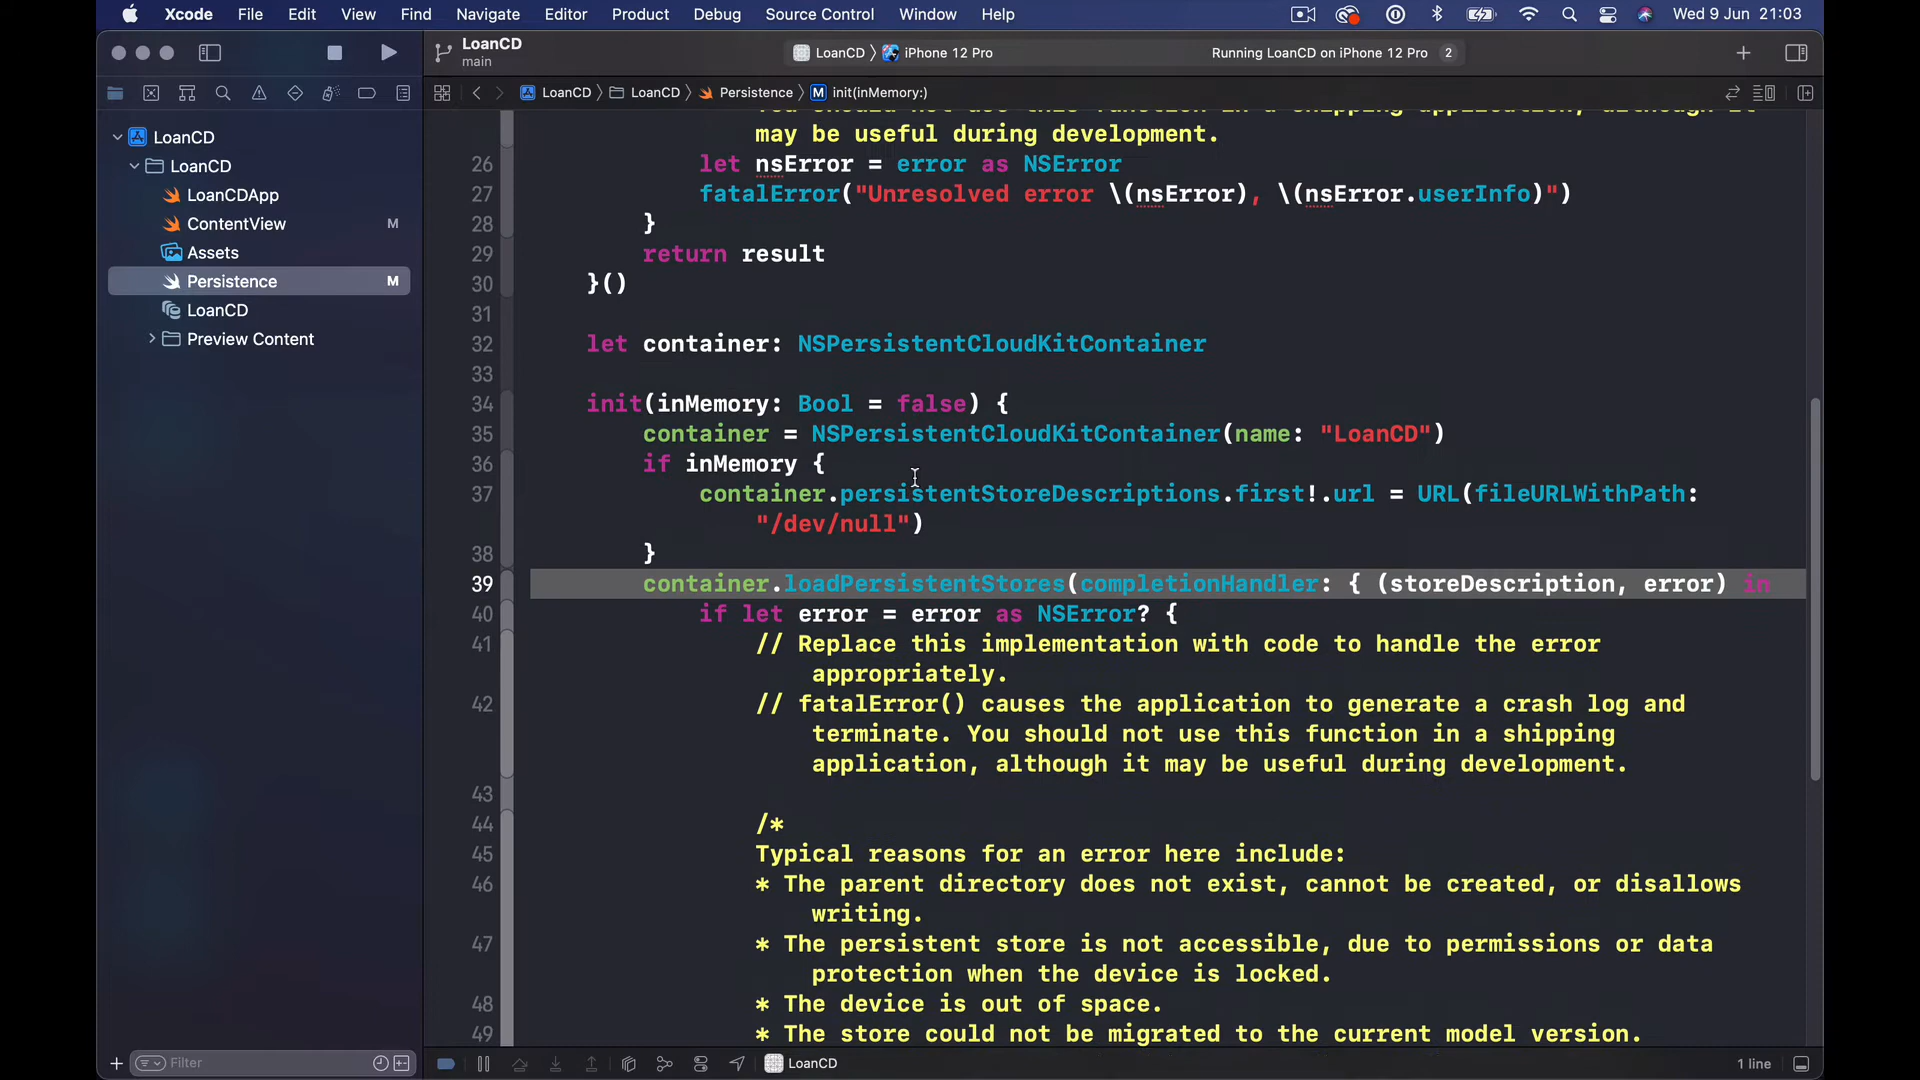 Xcode File Edit View Find Navigate Editor Product Debug Source Control Window Help Wed 9 Jun 21:03
LoanCD
main
LoanCD 〉 iPhone 12 Pro
Running LoanCD on iPhone 12 Pro 2
LoanCD 〉 LoanCD 〉 Persistence 〉 M init(inMemory:)
LoanCD
LoanCD
LoanCDApp
ContentView M
Assets
Persistence M
LoanCD
Preview Content
may be useful during development.
26 let nsError = error as NSError
27 fatalError("Unresolved error \(nsError), \(nsError.userInfo)")
28 }
29 return result
30 }()
31
32 let container: NSPersistentCloudKitContainer
33
34 init(inMemory: Bool = false) {
35 container = NSPersistentCloudKitContainer(name: "LoanCD")
36 if inMemory {
37 container.persistentStoreDescriptions.first!.url = URL(fileURLWithPath:
"/dev/null")
38 }
39 container.loadPersistentStores(completionHandler: { (storeDescription, error) in
40 if let error = error as NSError? {
41 // Replace this implementation with code to handle the error
appropriately.
42 // fatalError() causes the application to generate a crash log and
terminate. You should not use this function in a shipping
application, although it may be useful during development.
43
44 /*
45 Typical reasons for an error here include:
46 * The parent directory does not exist, cannot be created, or disallows
writing.
47 * The persistent store is not accessible, due to permissions or data
protection when the device is locked.
48 * The device is out of space.
49 * The store could not be migrated to the current model version.
Filter
LoanCD
1 line